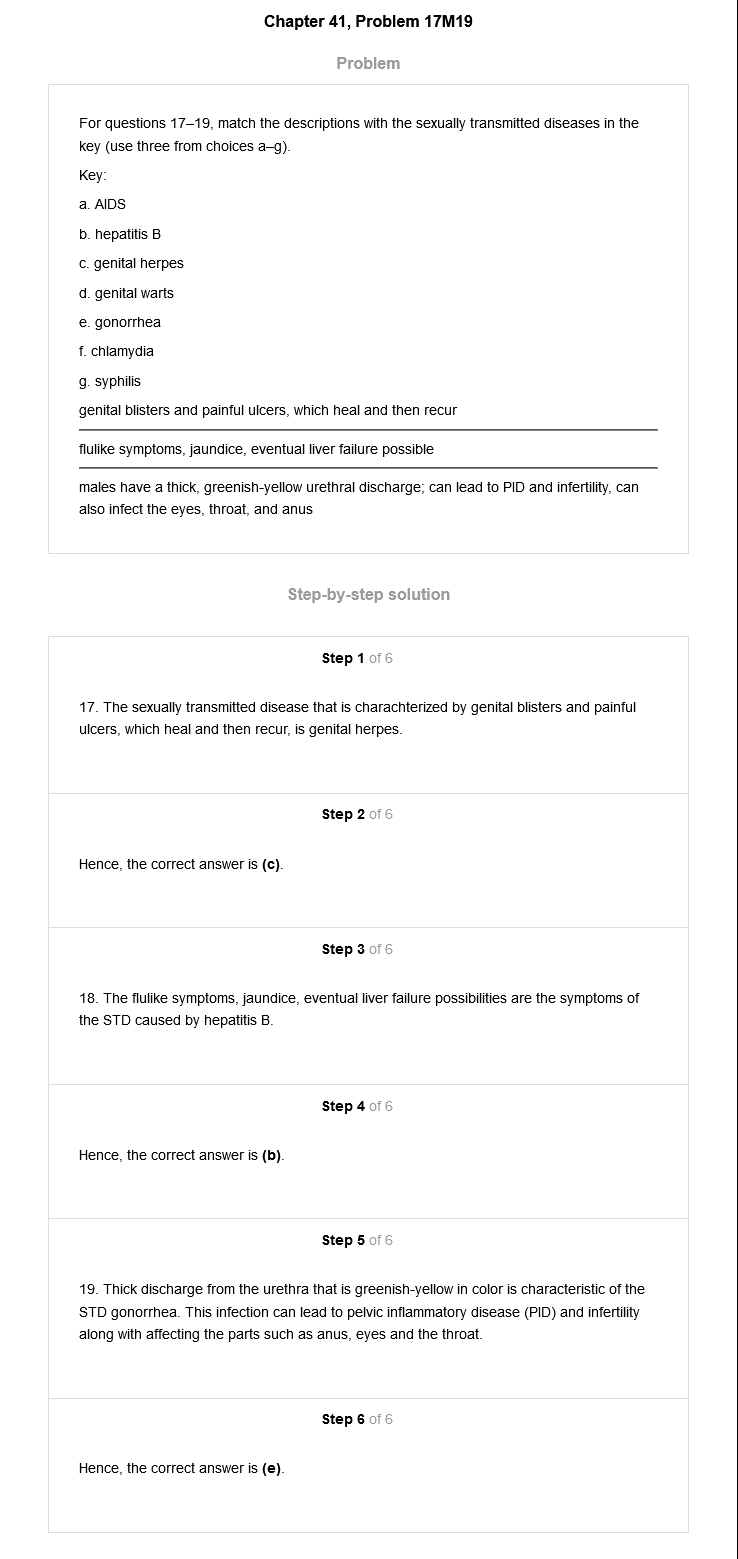 Chapter 41, Problem 17M19
Problem
For questions 17–19, match the descriptions with the sexually transmitted diseases in the
key (use three from choices a–g).
Key:
a. AIDS
b. hepatitis B
c. genital herpes
d. genital warts
e. gonorrhea
f. chlamydia
g. syphilis
genital blisters and painful ulcers, which heal and then recur
flulike symptoms, jaundice, eventual liver failure possible
males have a thick, greenish-yellow urethral discharge; can lead to PID and infertility, can
also infect the eyes, throat, and anus
Step-by-step solution
Step 1 of 6
17. The sexually transmitted disease that is charachterized by genital blisters and painful
ulcers, which heal and then recur, is genital herpes.
Step 2 of 6
Hence, the correct answer is (c).
Step 3 of 6
18. The flulike symptoms, jaundice, eventual liver failure possibilities are the symptoms of
the STD caused by hepatitis B.
Step 4 of 6
Hence, the correct answer is (b).
Step 5 of 6
19. Thick discharge from the urethra that is greenish-yellow in color is characteristic of the
STD gonorrhea. This infection can lead to pelvic inflammatory disease (PID) and infertility
along with affecting the parts such as anus, eyes and the throat.
Step 6 of 6
Hence, the correct answer is (e).